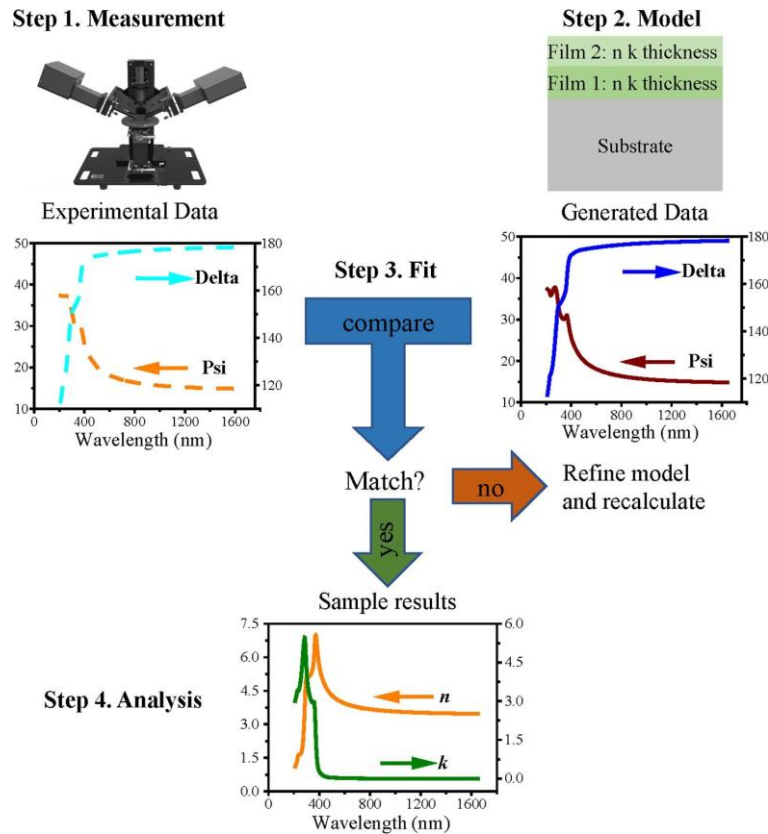 Step 1. Measurement
Step 2. Model
Film 2: n k thickness
Film 1: n k thickness
Substrate
Experimental Data
Generated Data
50
40
30
20
10
180
160
140
120
Delta
Psi
0 400 800 1200 1600
Wavelength (nm)
Step 3. Fit
compare
50
40
30
20
10
180
160
140
120
Delta
Psi
0 400 800 1200 1600
Wavelength (nm)
Match?
no
Refine model
and recalculate
yes
Sample results
7.5
6.0
4.5
3.0
1.5
0.0
6.0
4.5
3.0
1.5
0.0
n
k
0 400 800 1200 1600
Wavelength (nm)
Step 4. Analysis